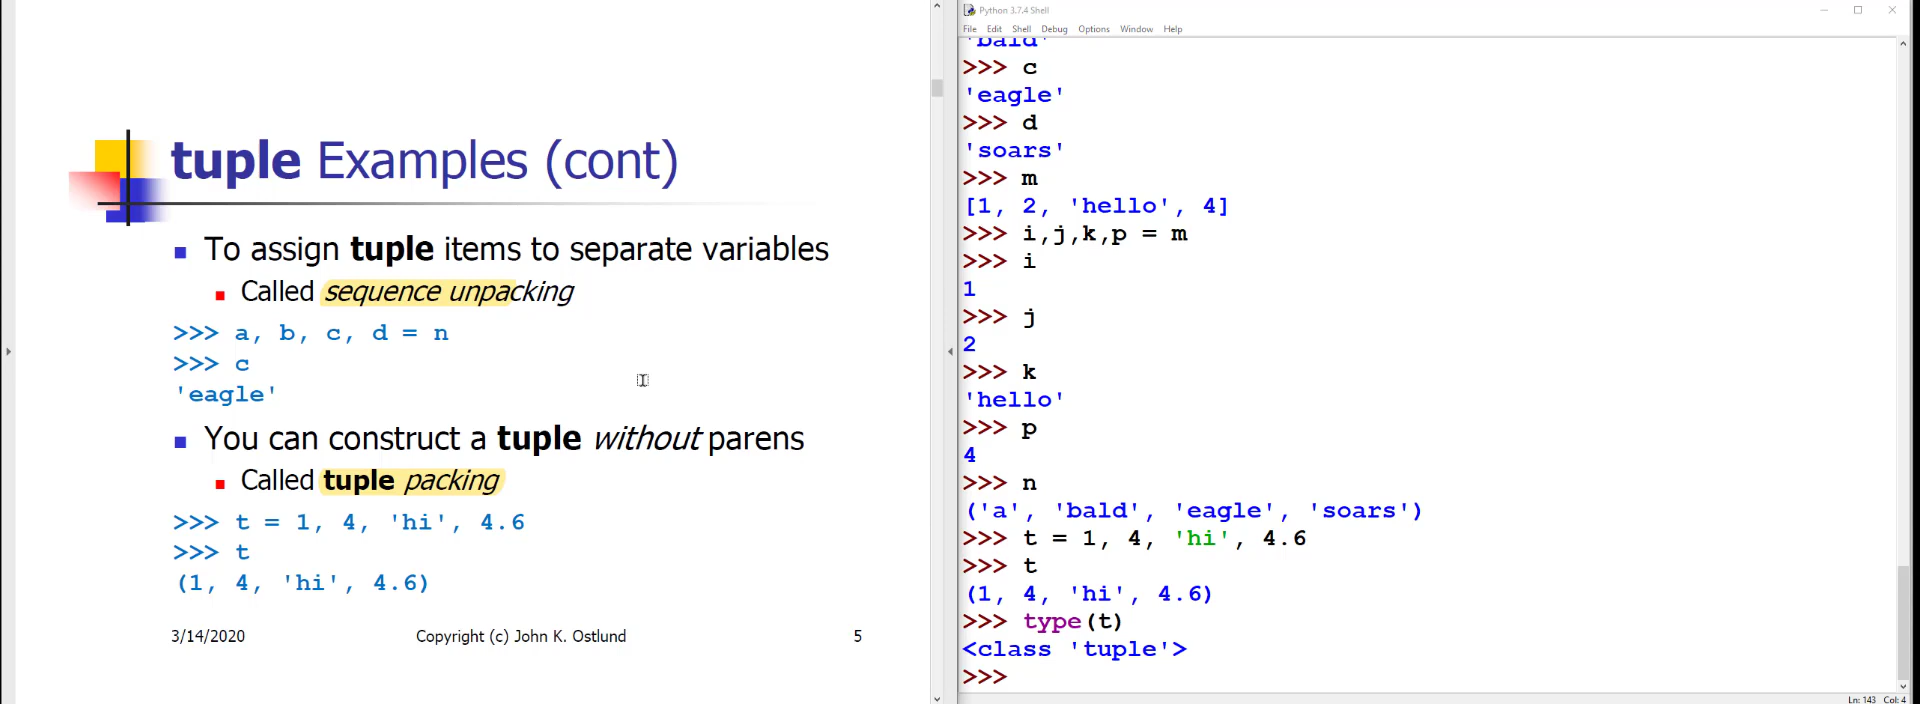 tuple Examples (cont)
To assign tuple items to separate variables
Called sequence unpacking
>>> a, b, c, d = n
>>> c
'eagle'
You can construct a tuple without parens
Called tuple packing
>>> t = 1, 4, 'hi', 4.6
>>> t
(1, 4, 'hi', 4.6)
3/14/2020 Copyright (c) John K. Ostlund 5
Python 3.7.4 Shell
File Edit Shell Debug Options Window Help
'bald'
>>> c
'eagle'
>>> d
'soars'
>>> m
[1, 2, 'hello', 4]
>>> i,j,k,p = m
>>> i
1
>>> j
2
>>> k
'hello'
>>> p
4
>>> n
('a', 'bald', 'eagle', 'soars')
>>> t = 1, 4, 'hi', 4.6
>>> t
(1, 4, 'hi', 4.6)
>>> type(t)
<class 'tuple'>
>>>
Ln: 143 Col: 4